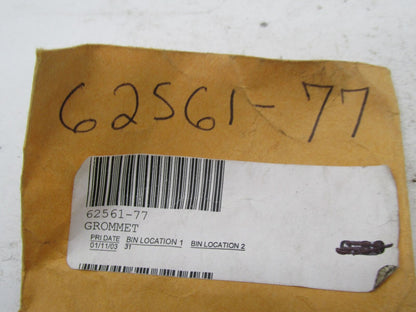 62561-77
62561-77
GROMMET
PRI DATE BIN LOCATION 1 BIN LOCATION 2
01/11/03 31